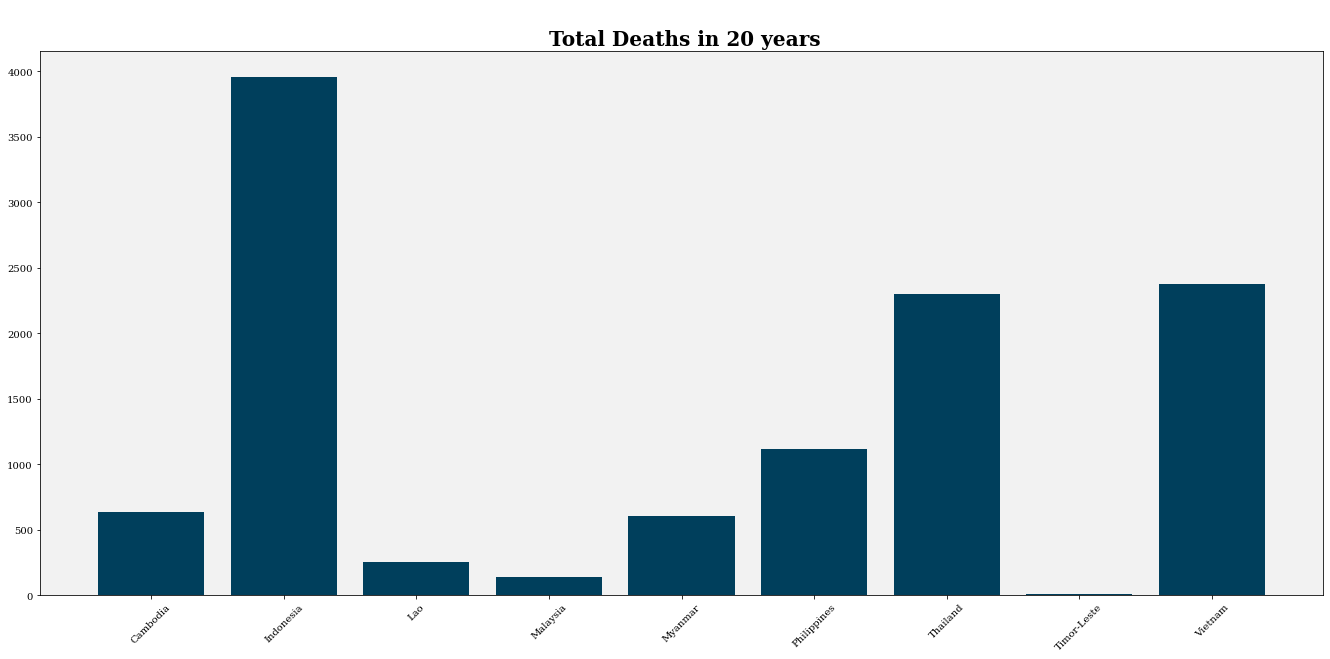 Total Deaths in 20 years
4000
3500
3000
2500
2000
1500
1000
500
0
Cambodia
Indonesia
Lao
Malaysia
Myanmar
Philippines
Thailand
Timor-Leste
Vietnam